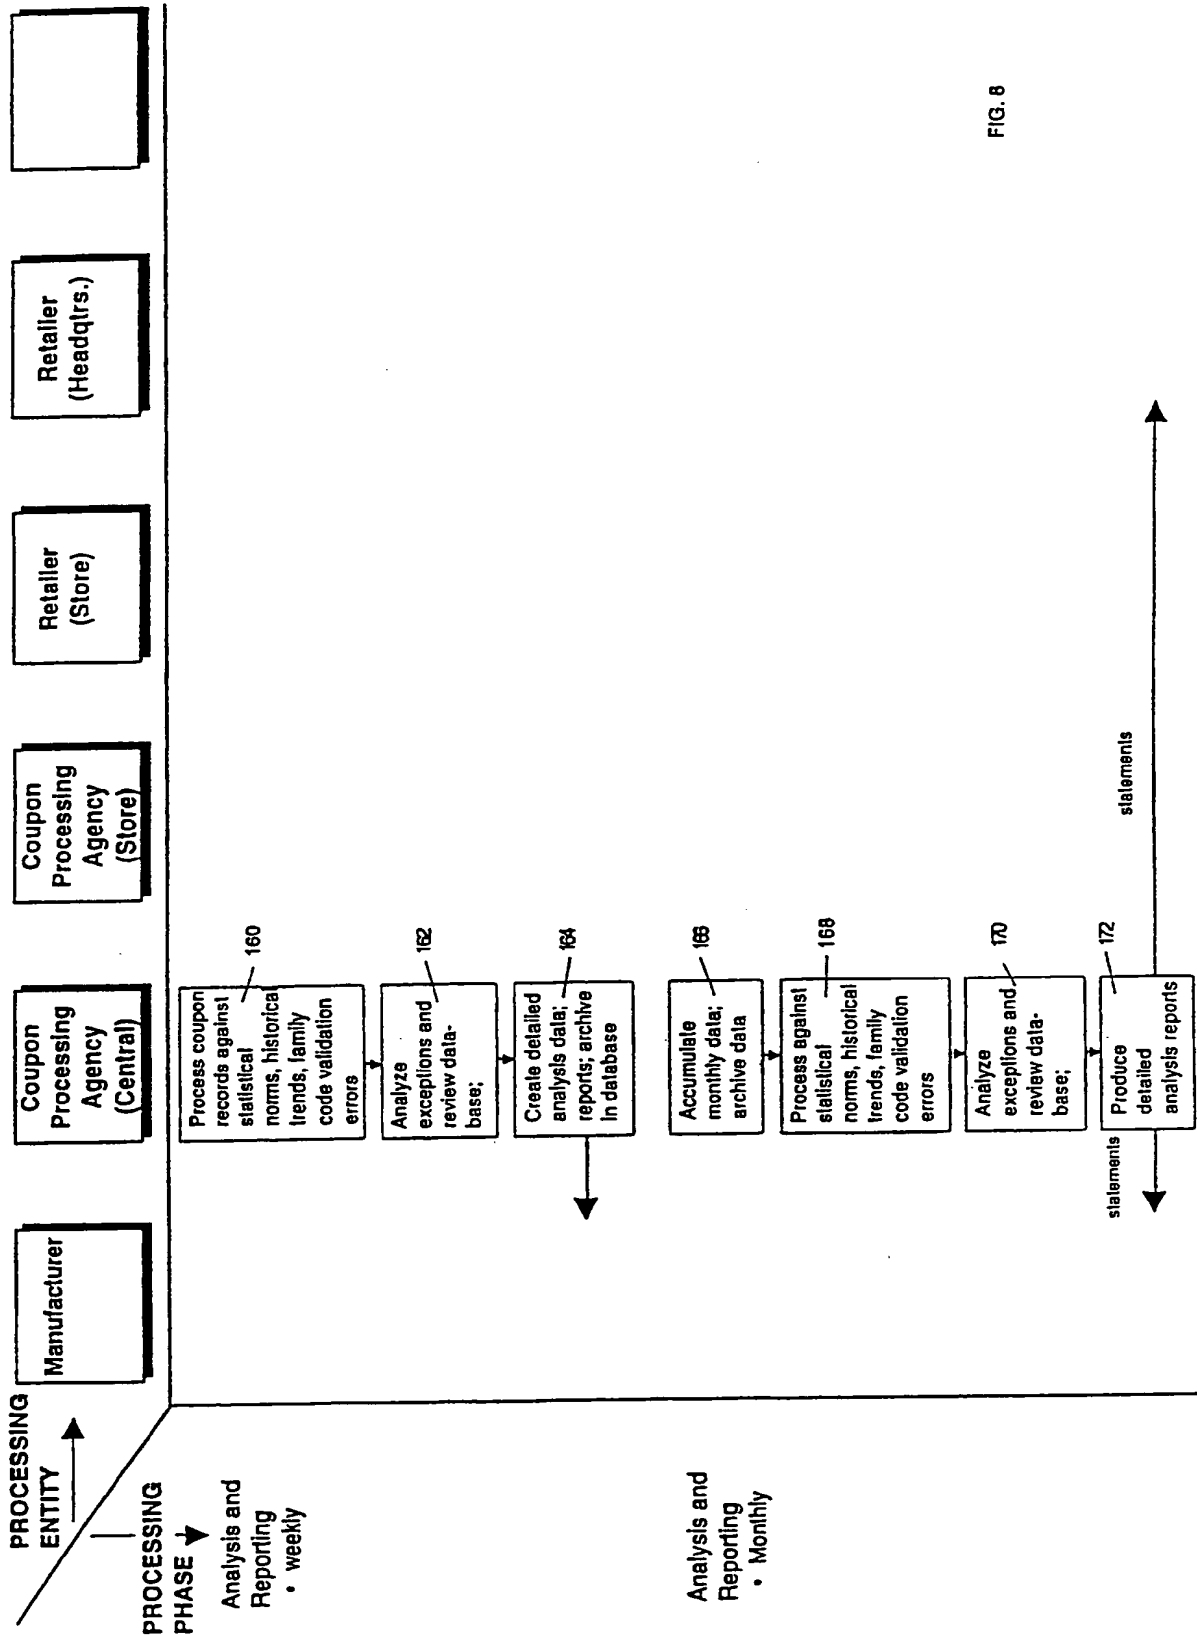 PROCESSING
ENTITY
PROCESSING
PHASE
Manufacturer
Coupon
Processing
Agency
(Central)
Coupon
Processing
Agency
(Store)
Retailer
(Store)
Retailer
(Headqtrs.)
Analysis and
Reporting
• weekly
Process coupon
records against
statistical
norms, historical
trends, family
code validation
errors
160
Analyze
exceptions and
review data-
base;
162
Create detailed
analysis data;
reports; archive
in database
164
Analysis and
Reporting
• Monthly
Accumulate
monthly data;
archive data
166
Process against
statistical
norms, historical
trends, family
code validation
errors
168
Analyze
exceptions and
review data-
base;
170
statements
Produce
detailed
analysis reports
172
statements
FIG. 8